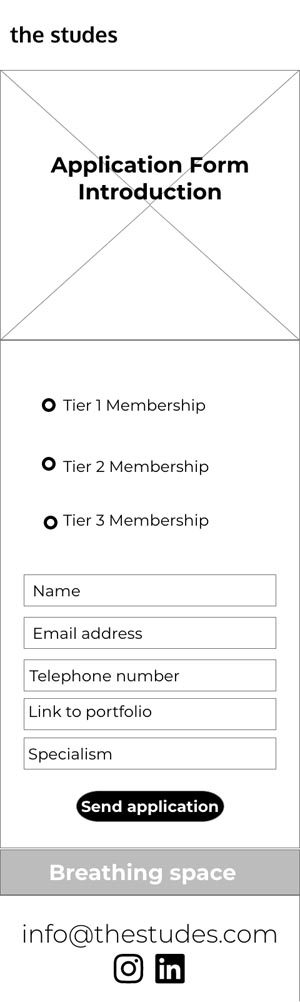 the studes
Application Form
Introduction
Tier 1 Membership
Tier 2 Membership
Tier 3 Membership
Name
Email address
Telephone number
Link to portfolio
Specialism
Send application
Breathing space
info@thestudes.com
in